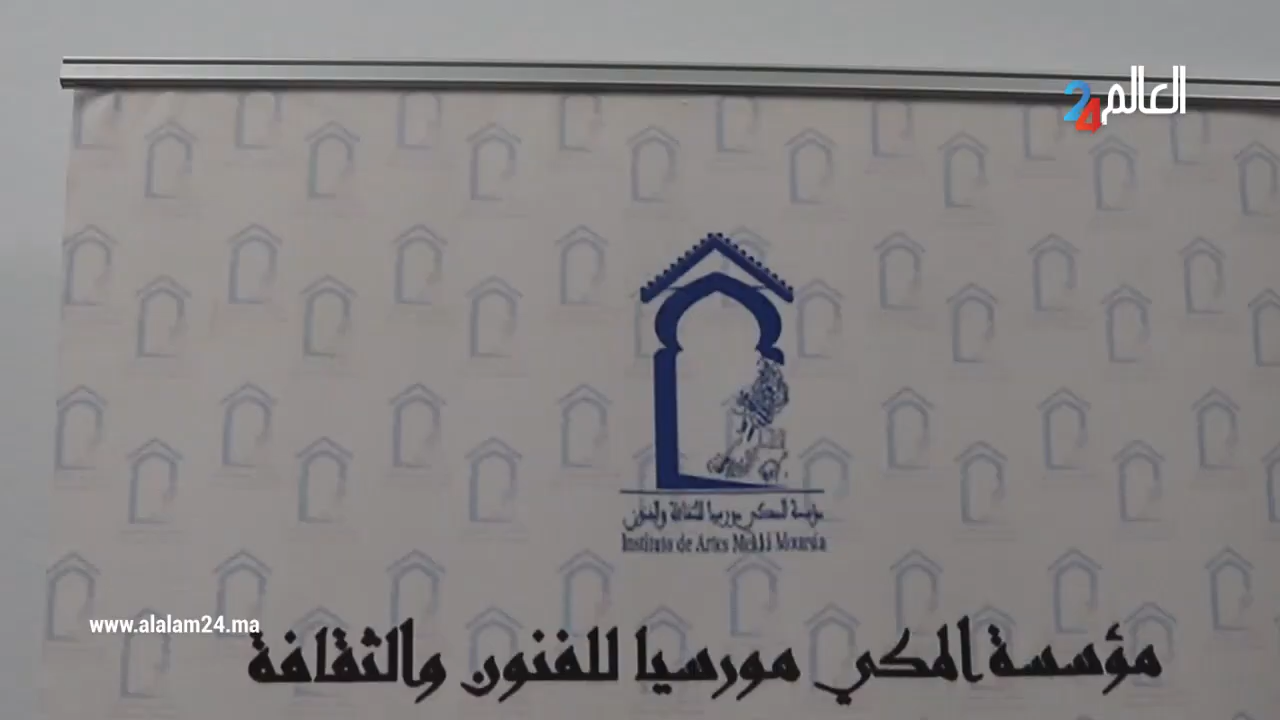 العالم 24
مؤسسة المكي مورسيا للثقافة والفنون
Instituto de Artes Mekki Moursia
www.alalam24.ma
مؤسسة المكي مورسيا للفنون والثقافة